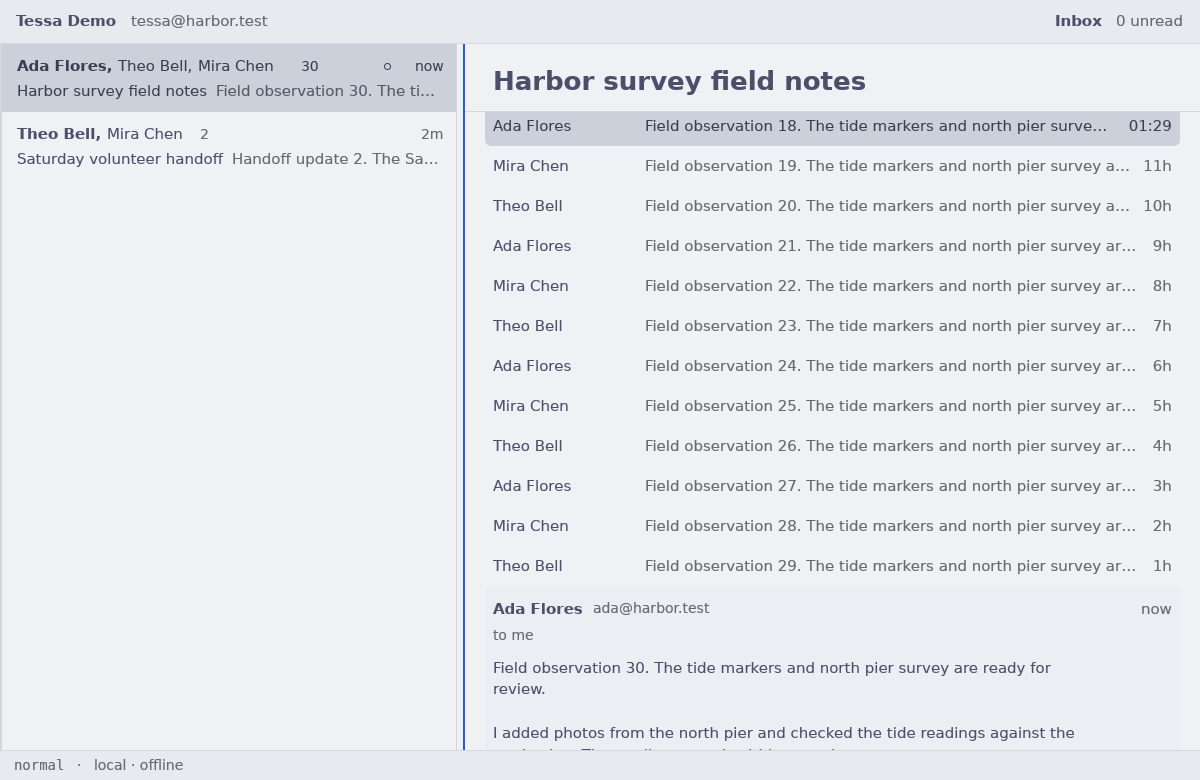 Tessa Demo tessa@harbor.test Inbox 0 unread
Ada Flores, Theo Bell, Mira Chen 30 now
Harbor survey field notes Field observation 30. The ti…
Theo Bell, Mira Chen 2 2m
Saturday volunteer handoff Handoff update 2. The Sa…
Harbor survey field notes
Ada Flores Field observation 18. The tide markers and north pier surve… 01:29
Mira Chen Field observation 19. The tide markers and north pier survey a… 11h
Theo Bell Field observation 20. The tide markers and north pier survey a… 10h
Ada Flores Field observation 21. The tide markers and north pier survey ar… 9h
Mira Chen Field observation 22. The tide markers and north pier survey ar… 8h
Theo Bell Field observation 23. The tide markers and north pier survey ar… 7h
Ada Flores Field observation 24. The tide markers and north pier survey ar… 6h
Mira Chen Field observation 25. The tide markers and north pier survey ar… 5h
Theo Bell Field observation 26. The tide markers and north pier survey ar… 4h
Ada Flores Field observation 27. The tide markers and north pier survey ar… 3h
Mira Chen Field observation 28. The tide markers and north pier survey ar… 2h
Theo Bell Field observation 29. The tide markers and north pier survey ar… 1h
Ada Flores ada@harbor.test now
to me
Field observation 30. The tide markers and north pier survey are ready for
review.
I added photos from the north pier and checked the tide readings against the
normal · local · offline